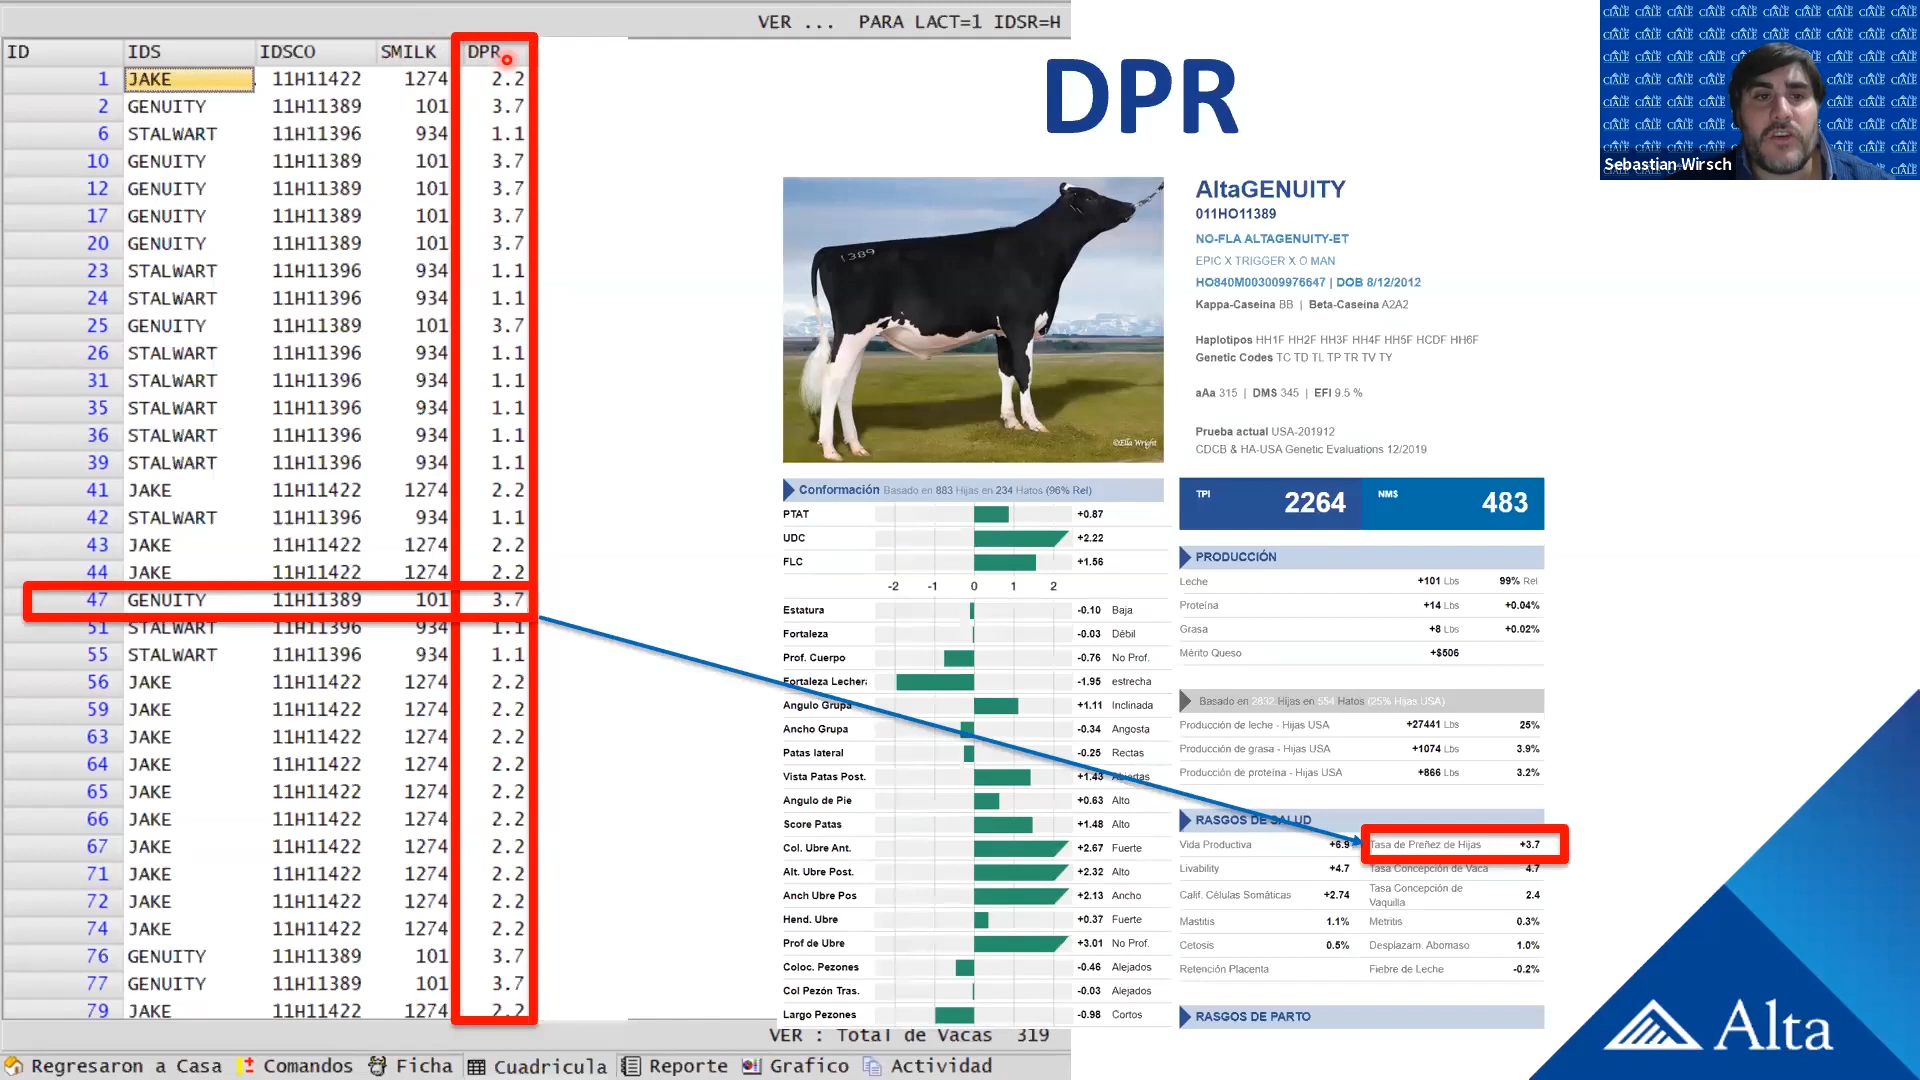 VER ... PARA LACT=1 IDSR=H
ID IDS IDSCO SMILK DPR
1 JAKE 11H11422 1274 2.2
2 GENUITY 11H11389 101 3.7
6 STALWART 11H11396 934 1.1
10 GENUITY 11H11389 101 3.7
12 GENUITY 11H11389 101 3.7
17 GENUITY 11H11389 101 3.7
20 GENUITY 11H11389 101 3.7
23 STALWART 11H11396 934 1.1
24 STALWART 11H11396 934 1.1
25 GENUITY 11H11389 101 3.7
26 STALWART 11H11396 934 1.1
31 STALWART 11H11396 934 1.1
35 STALWART 11H11396 934 1.1
36 STALWART 11H11396 934 1.1
39 STALWART 11H11396 934 1.1
41 JAKE 11H11422 1274 2.2
42 STALWART 11H11396 934 1.1
43 JAKE 11H11422 1274 2.2
44 JAKE 11H11422 1274 2.2
47 GENUITY 11H11389 101 3.7
51 STALWART 11H11396 934 1.1
55 STALWART 11H11396 934 1.1
56 JAKE 11H11422 1274 2.2
59 JAKE 11H11422 1274 2.2
63 JAKE 11H11422 1274 2.2
64 JAKE 11H11422 1274 2.2
65 JAKE 11H11422 1274 2.2
66 JAKE 11H11422 1274 2.2
67 JAKE 11H11422 1274 2.2
71 JAKE 11H11422 1274 2.2
72 JAKE 11H11422 1274 2.2
74 JAKE 11H11422 1274 2.2
76 GENUITY 11H11389 101 3.7
77 GENUITY 11H11389 101 3.7
79 JAKE 11H11422 1274 2.2
VER : Total de Vacas 319
Regresaron a Casa Comandos Ficha Cuadricula Reporte Grafico Actividad
DPR
1389
©Ella Wright
AltaGENUITY
011HO11389
NO-FLA ALTAGENUITY-ET
EPIC X TRIGGER X O MAN
HO840M003009976647 | DOB 8/12/2012
Kappa-Caseina BB | Beta-Caseina A2A2
Haplotipos HH1F HH2F HH3F HH4F HH5F HCDF HH6F
Genetic Codes TC TD TL TP TR TV TY
aAa 315 | DMS 345 | EFI 9.5 %
Prueba actual USA-201912
CDCB & HA-USA Genetic Evaluations 12/2019
Conformación Basado en 883 Hijas en 234 Hatos (96% Rel)
PTAT +0.87
UDC +2.22
FLC +1.56
-2 -1 0 1 2
Estatura -0.10 Baja
Fortaleza -0.03 Débil
Prof. Cuerpo -0.76 No Prof.
Fortaleza Lechera -1.95 estrecha
Angulo Grupa +1.11 Inclinada
Ancho Grupa -0.34 Angosta
Patas lateral -0.25 Rectas
Vista Patas Post. +1.43 Abiertas
Angulo de Pie +0.63 Alto
Score Patas +1.48 Alto
Col. Ubre Ant. +2.67 Fuerte
Alt. Ubre Post. +2.32 Alto
Anch Ubre Pos +2.13 Ancho
Hend. Ubre +0.37 Fuerte
Prof de Ubre +3.01 No Prof.
Coloc. Pezones -0.46 Alejados
Col Pezón Tras. -0.03 Alejados
Largo Pezones -0.98 Cortos
TPI 2264 NM$ 483
PRODUCCIÓN
Leche +101 Lbs 99% Rel
Proteína +14 Lbs +0.04%
Grasa +8 Lbs +0.02%
Mérito Queso +$506
Basado en 2832 Hijas en 554 Hatos (25% Hijas USA)
Producción de leche - Hijas USA +27441 Lbs 25%
Producción de grasa - Hijas USA +1074 Lbs 3.9%
Producción de proteína - Hijas USA +866 Lbs 3.2%
RASGOS DE SALUD
Vida Productiva +6.9 Tasa de Preñez de Hijas +3.7
Livability +4.7 Tasa Concepción de Vaca 4.7
Calif. Células Somáticas +2.74 Tasa Concepción de Vaquilla 2.4
Mastitis 1.1% Metritis 0.3%
Cetosis 0.5% Desplazam. Abomaso 1.0%
Retención Placenta Fiebre de Leche -0.2%
RASGOS DE PARTO
CIALE
Sebastian Wirsch
Alta